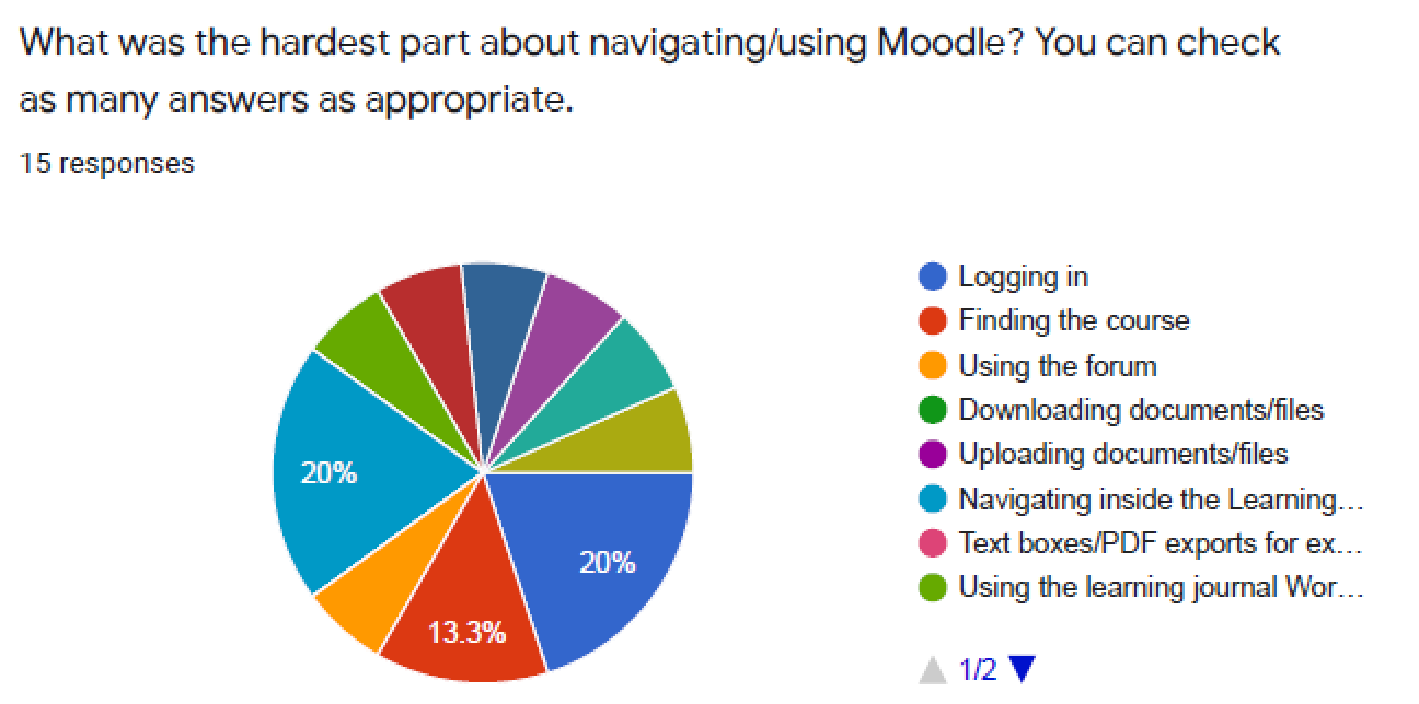 What was the hardest part about navigating/using Moodle? You can check
as many answers as appropriate.
15 responses
20%
20%
13.3%
Logging in
Finding the course
Using the forum
Downloading documents/files
Uploading documents/files
Navigating inside the Learning...
Text boxes/PDF exports for ex...
Using the learning journal Wor...
1/2